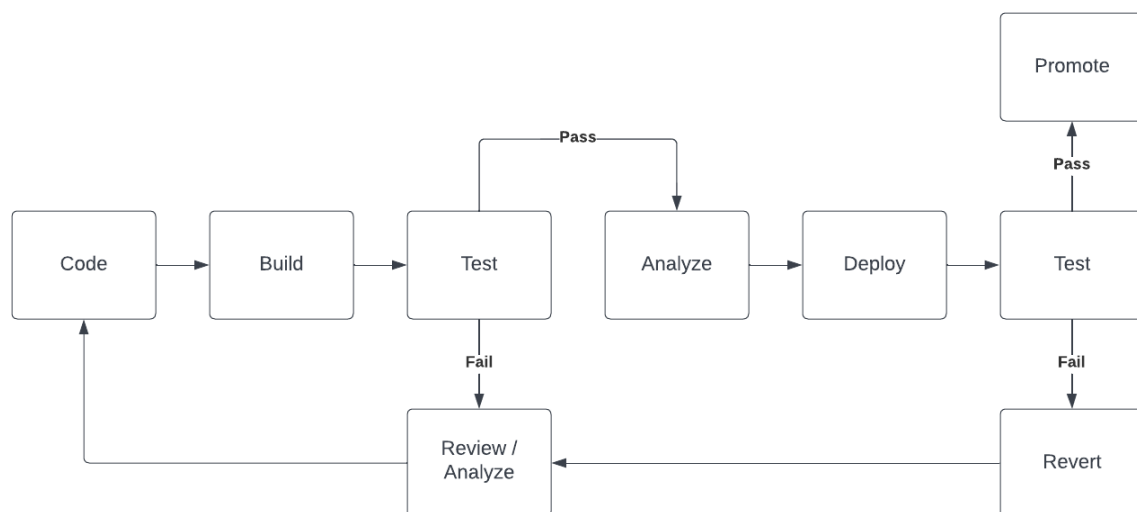 Promote
Pass
Pass
Code
Build
Test
Analyze
Deploy
Test
Fail
Fail
Review /
Analyze
Revert